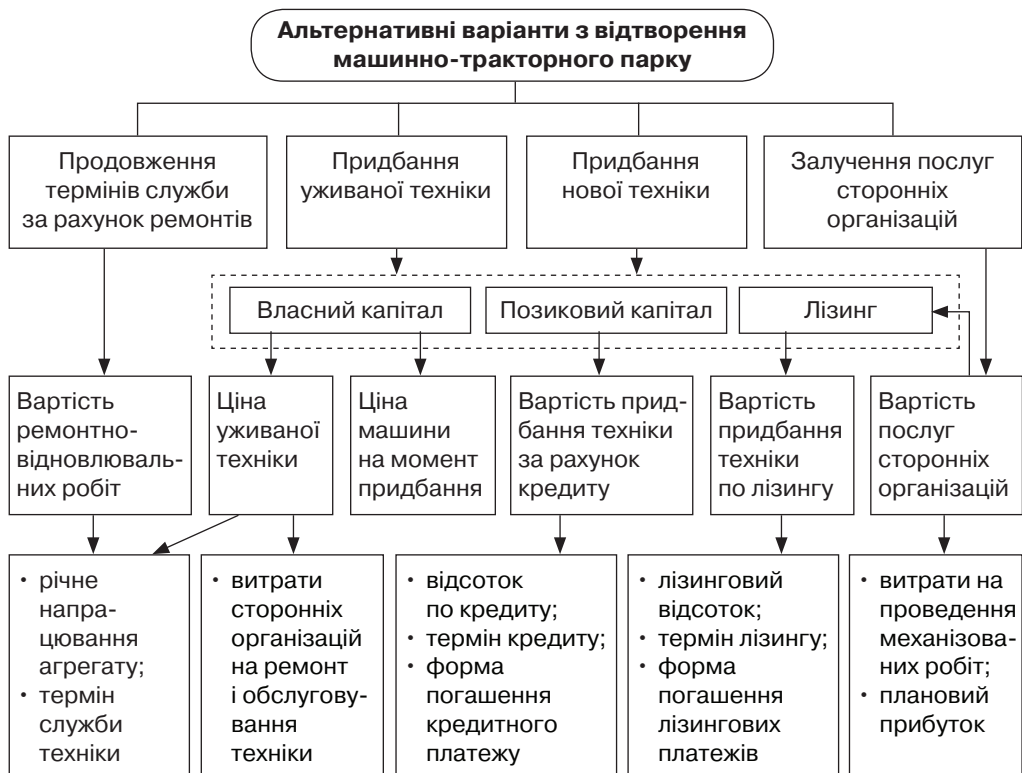 Альтернативні варіанти з відтворення
машинно-тракторного парку
Продовження
термінів служби
за рахунок ремонтів
Придбання
уживаної техніки
Придбання
нової техніки
Залучення послуг
сторонніх
організацій
Власний капітал
Позиковий капітал
Лізинг
Вартість
ремонтно-
відновлюваль-
них робіт
Ціна
уживаної
техніки
Ціна
машини
на момент
придбання
Вартість прид-
бання техніки
за рахунок
кредиту
Вартість
придбання
техніки
по лізингу
Вартість
послуг
сторонніх
організацій
• річне
напра-
цювання
агрегату;
• термін
служби
техніки
• витрати
сторонніх
організацій
на ремонт
і обслугову-
вання
техніки
• відсоток
по кредиту;
• термін кредиту;
• форма
погашення
кредитного
платежу
• лізинговий
відсоток;
• термін лізингу;
• форма
погашення
лізингових
платежів
• витрати на
проведення
механізова-
них робіт;
• плановий
прибуток